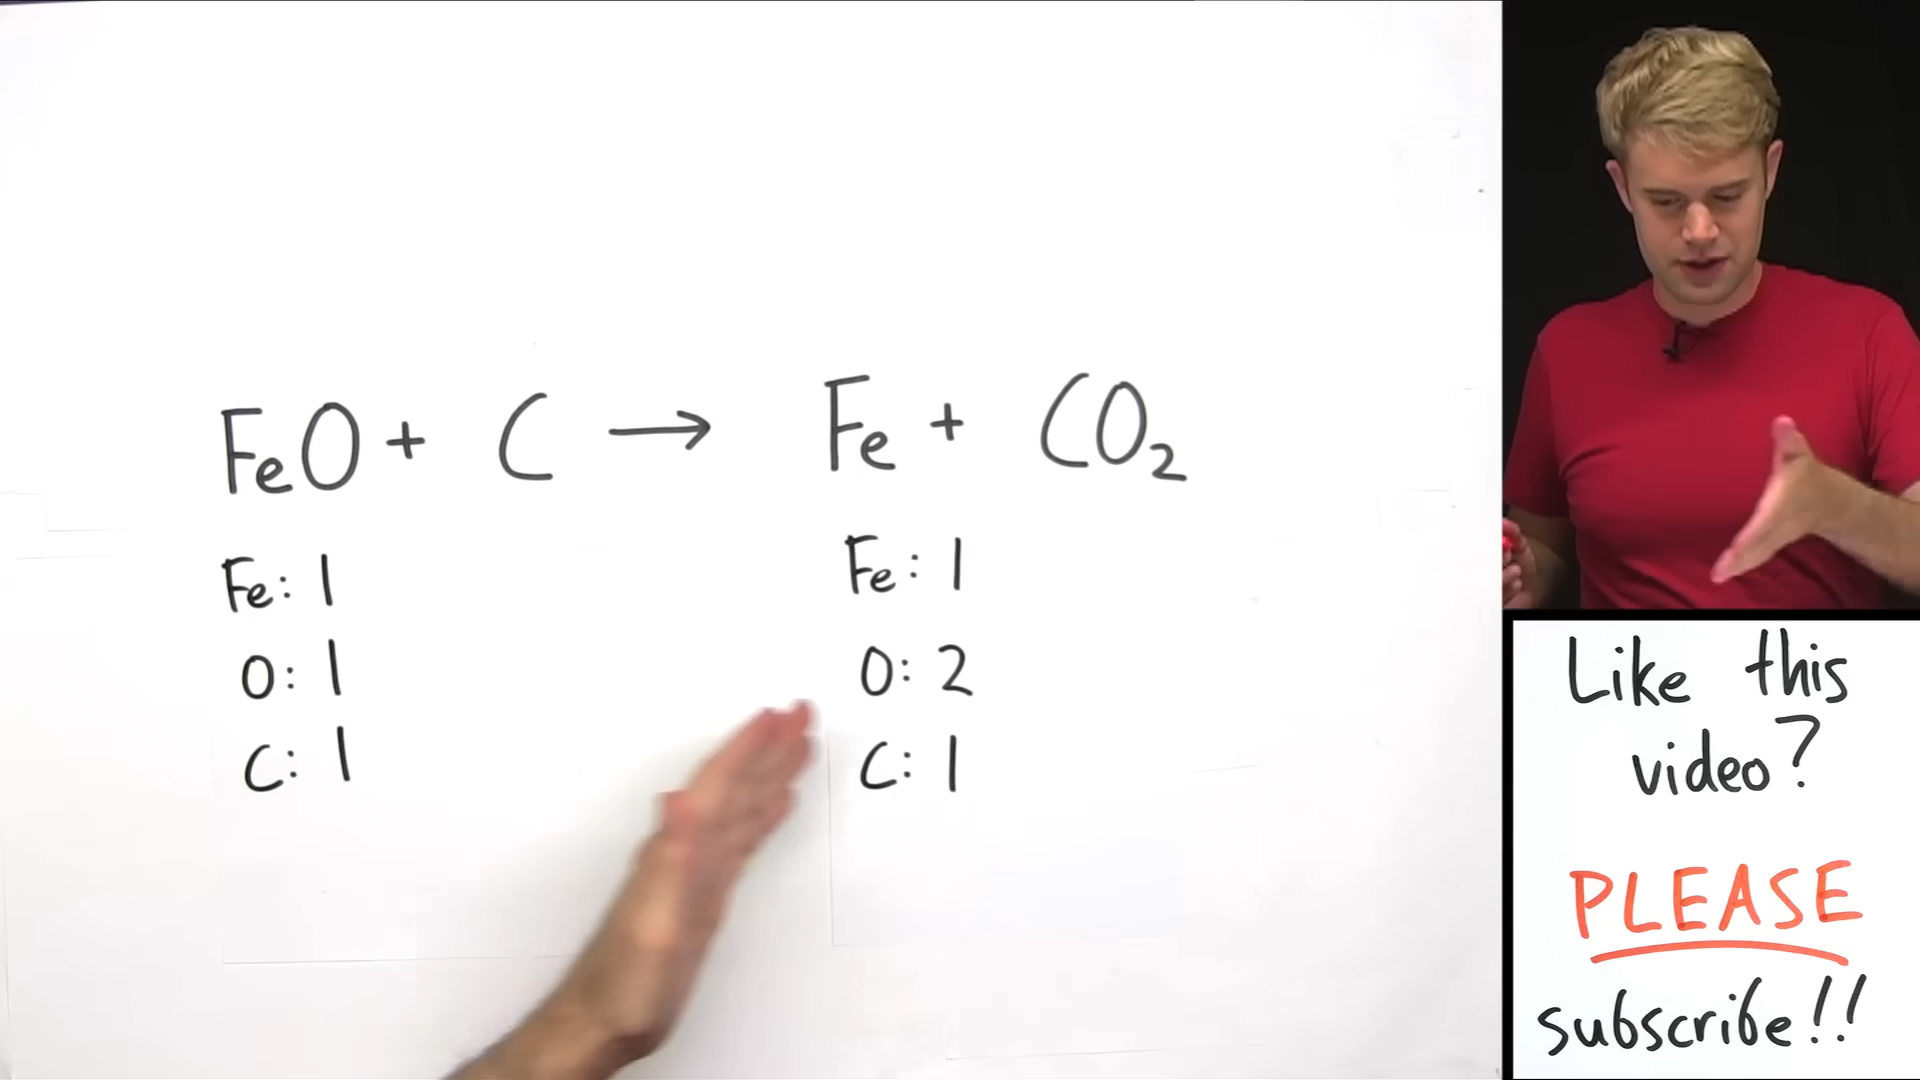 FeO + C → Fe + CO₂
Fe: 1
O: 1
C: 1
Fe: 1
O: 2
C: 1
Like this
video?
PLEASE
subscribe!!